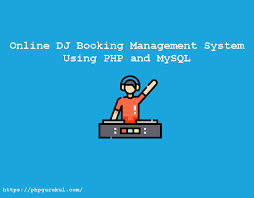 Online DJ Booking Management System
Using PHP and MySQL
https://phpgurukul.com/